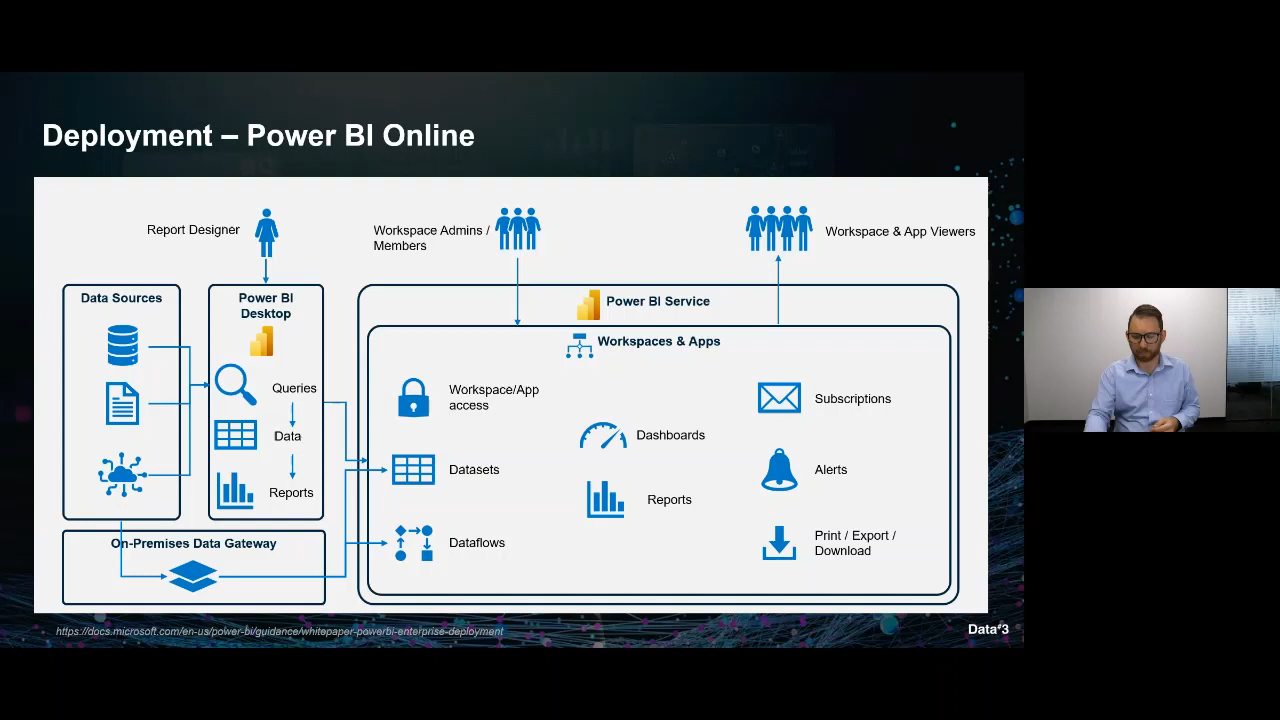 Deployment – Power BI Online
Report Designer
Workspace Admins /
Members
Workspace & App Viewers
Data Sources
Power BI
Desktop
Queries
Data
Reports
On-Premises Data Gateway
Power BI Service
Workspaces & Apps
Workspace/App
access
Datasets
Dataflows
Dashboards
Reports
Subscriptions
Alerts
Print / Export /
Download
https://docs.microsoft.com/en-us/power-bi/guidance/whitepaper-powerbi-enterprise-deployment
Data#3